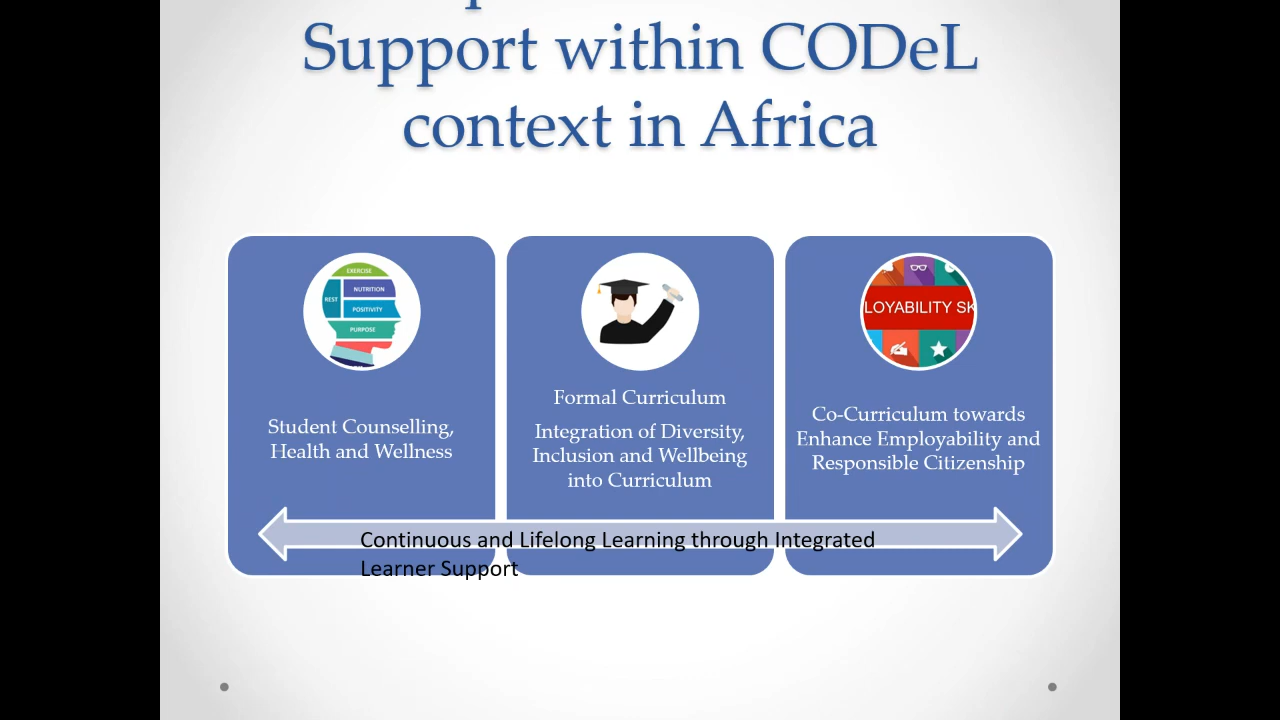 Support within CODeL
context in Africa
EXERCISE
REST
NUTRITION
POSITIVITY
PURPOSE
LOYABILITY SK
Student Counselling,
Health and Wellness
Formal Curriculum
Integration of Diversity,
Inclusion and Wellbeing
into Curriculum
Co-Curriculum towards
Enhance Employability and
Responsible Citizenship
Continuous and Lifelong Learning through Integrated
Learner Support